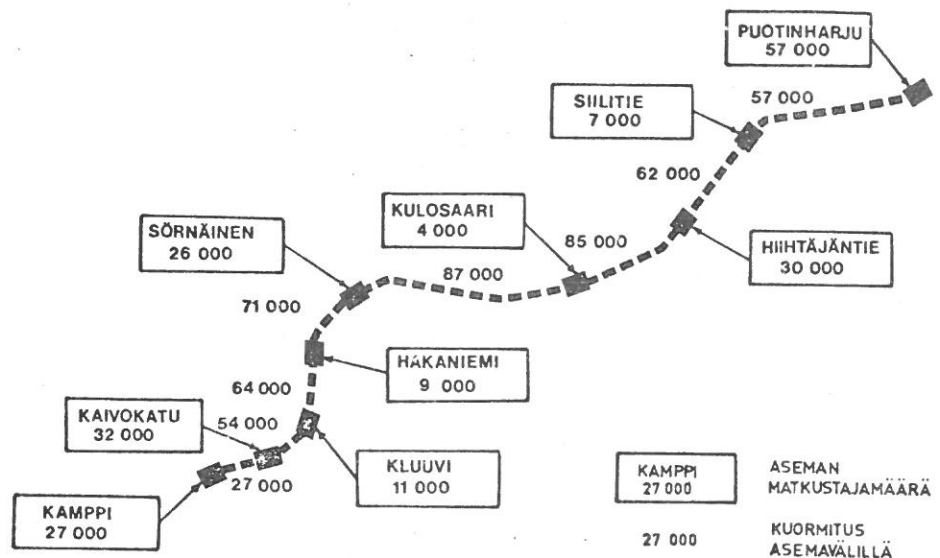 PUOTINHARJU
57 000
SIILITIE
7 000
57 000
62 000
KULOSAARI
4 000
85 000
HIIHTÄJÄNTIE
30 000
SÖRNÄINEN
26 000
87 000
71 000
HAKANIEMI
9 000
64 000
KAIVOKATU
32 000
54 000
KLUUVI
11 000
27 000
KAMPPI
27 000
KAMPPI
27 000
ASEMAN
MATKUSTAJAMÄÄRÄ
27 000
KUORMITUS
ASEMAVÄLILLÄ